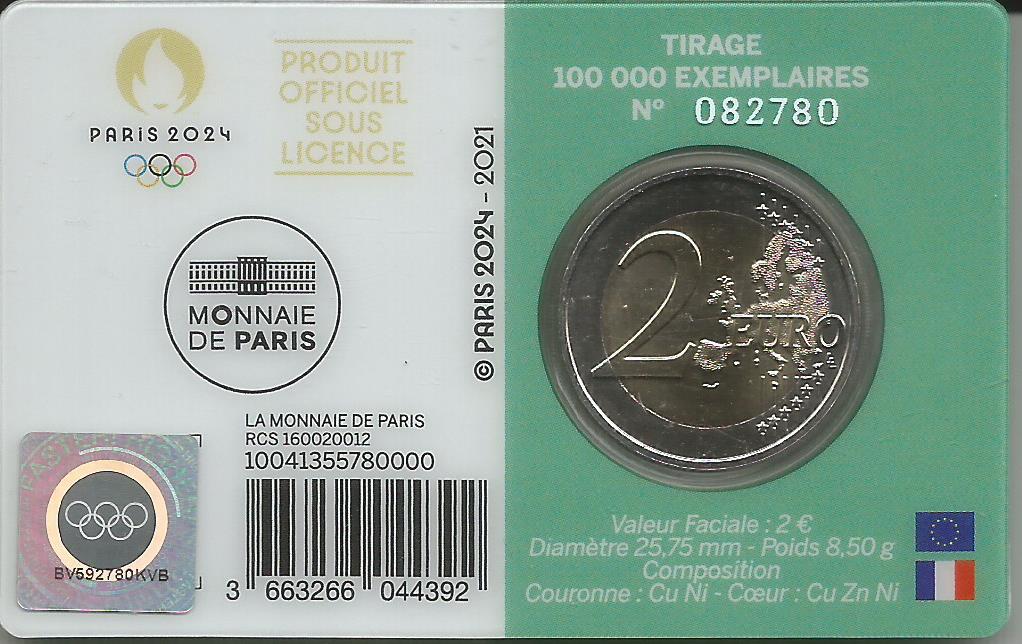 PARIS 2024
PRODUIT
OFFICIEL
SOUS
LICENCE
© PARIS 2024 - 2021
MONNAIE
DE PARIS
LA MONNAIE DE PARIS
RCS 160020012
10041355780000
3 663266 044392
BV592780KVB
TIRAGE
100 000 EXEMPLAIRES
Nº 082780
2 EURO
Valeur Faciale : 2 €
Diamètre 25,75 mm - Poids 8,50 g
Composition
Couronne : Cu Ni - Cœur : Cu Zn Ni